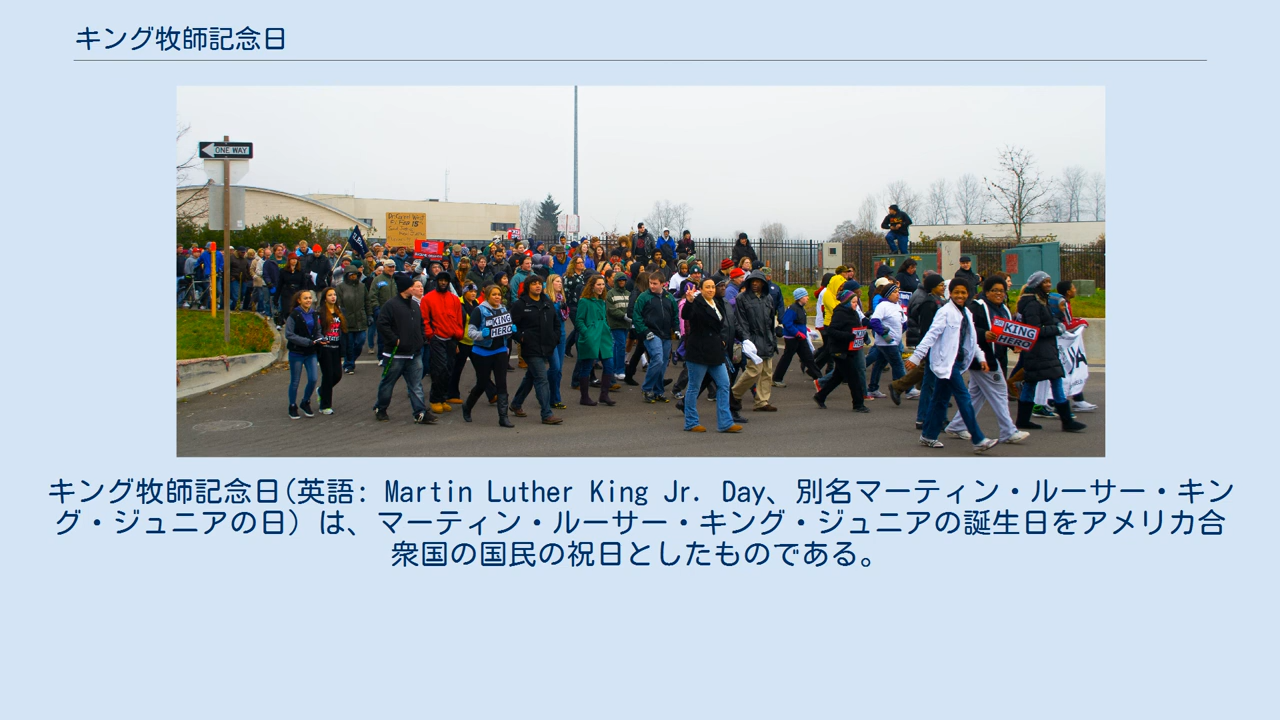 キング牧師記念日
ONE WAY
KING
HERO
KING
HERO
キング牧師記念日(英語: Martin Luther King Jr. Day、別名マーティン・ルーサー・キン
グ・ジュニアの日) は、マーティン・ルーサー・キング・ジュニアの誕生日をアメリカ合
衆国の国民の祝日としたものである。